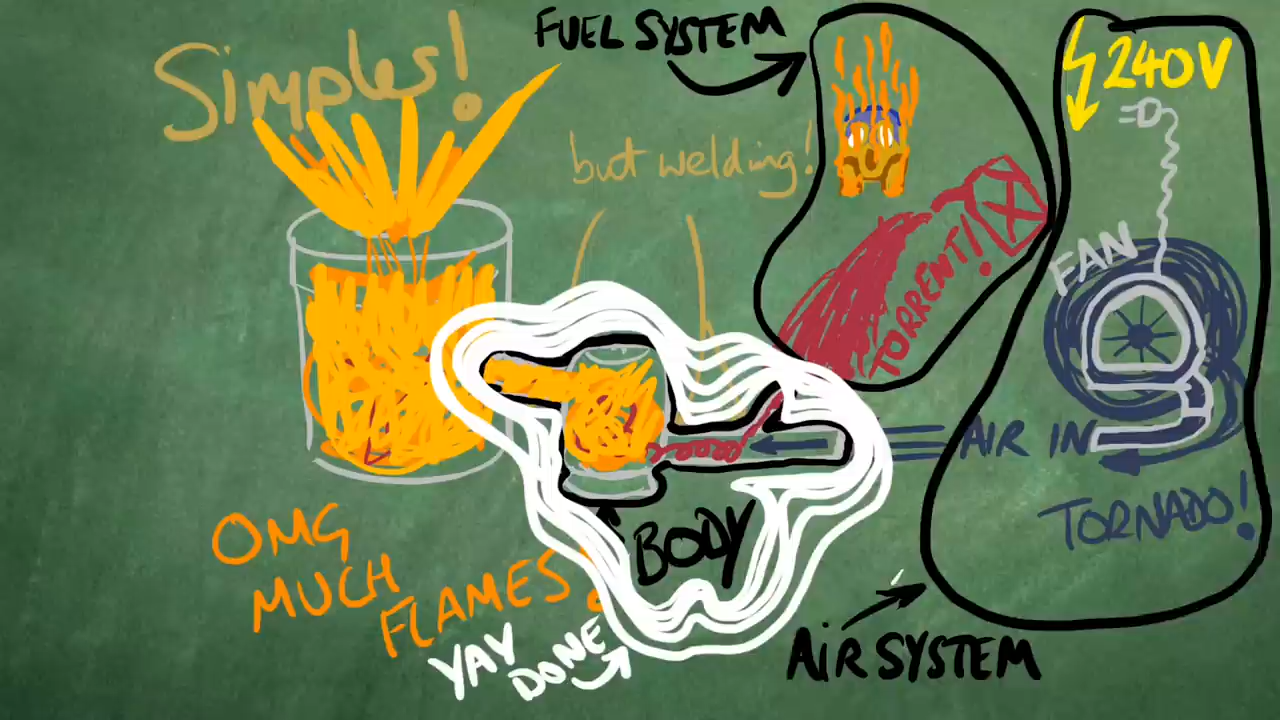 Simples!
FUEL SYSTEM
240V
but welding!
TORRENT!
FAN
AIR IN
TORNADO!
BODY
OMG
MUCH
FLAMES!
YAY
DONE
AIR SYSTEM